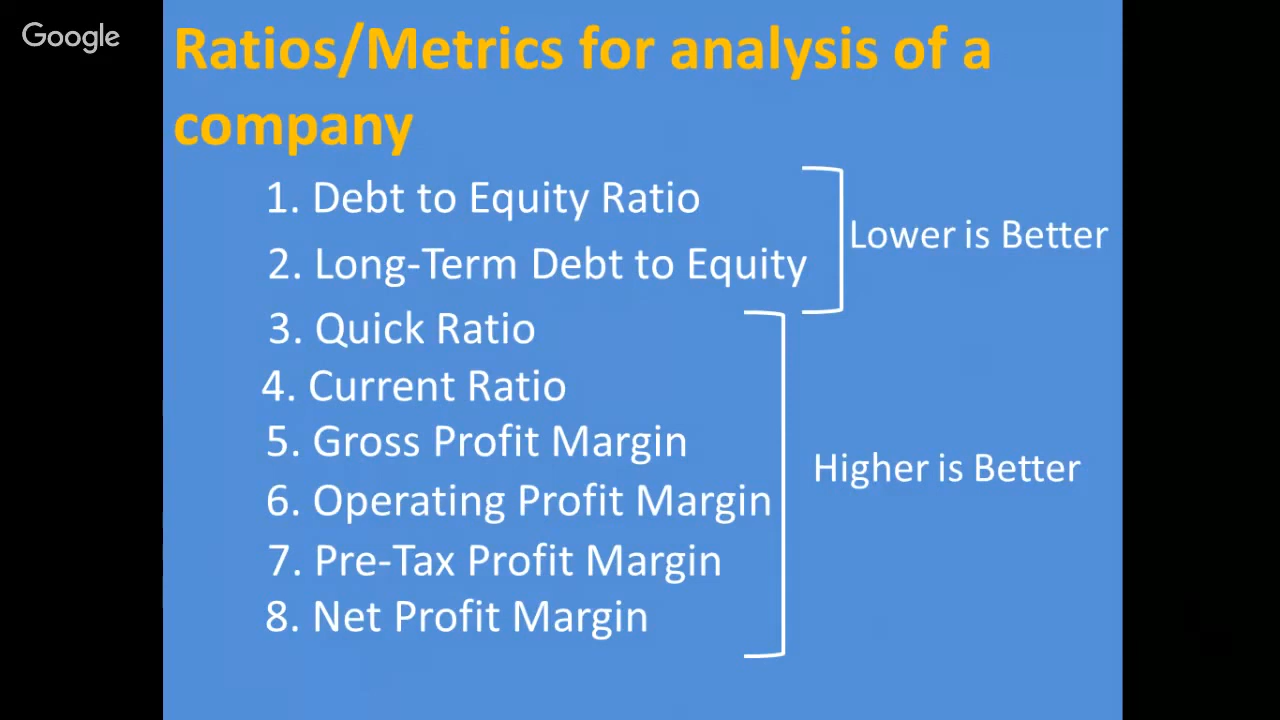 Google
Ratios/Metrics for analysis of a
company
1. Debt to Equity Ratio
Lower is Better
2. Long-Term Debt to Equity
3. Quick Ratio
4. Current Ratio
5. Gross Profit Margin
Higher is Better
6. Operating Profit Margin
7. Pre-Tax Profit Margin
8. Net Profit Margin